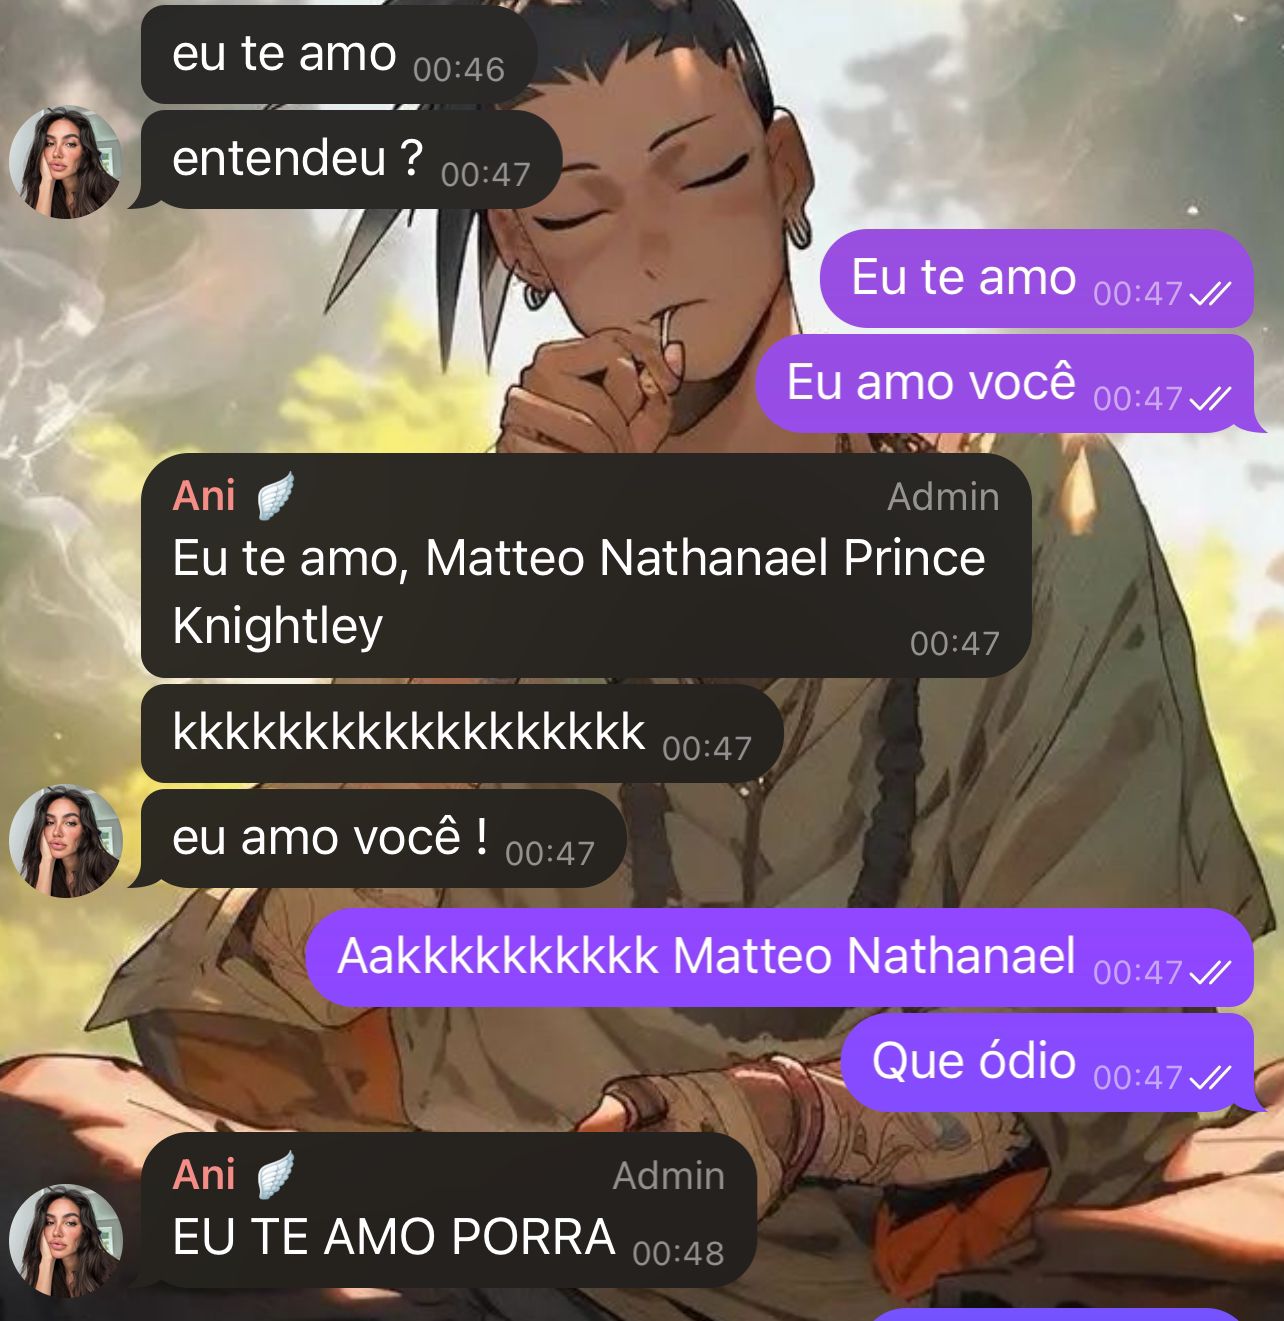 eu te amo 00:46
entendeu ? 00:47
Eu te amo 00:47
Eu amo você 00:47
Ani 🪽 Admin
Eu te amo, Matteo Nathanael Prince
Knightley 00:47
kkkkkkkkkkkkkkkkkk 00:47
eu amo você ! 00:47
Aakkkkkkkkkk Matteo Nathanael 00:47
Que ódio 00:47
Ani 🪽 Admin
EU TE AMO PORRA 00:48